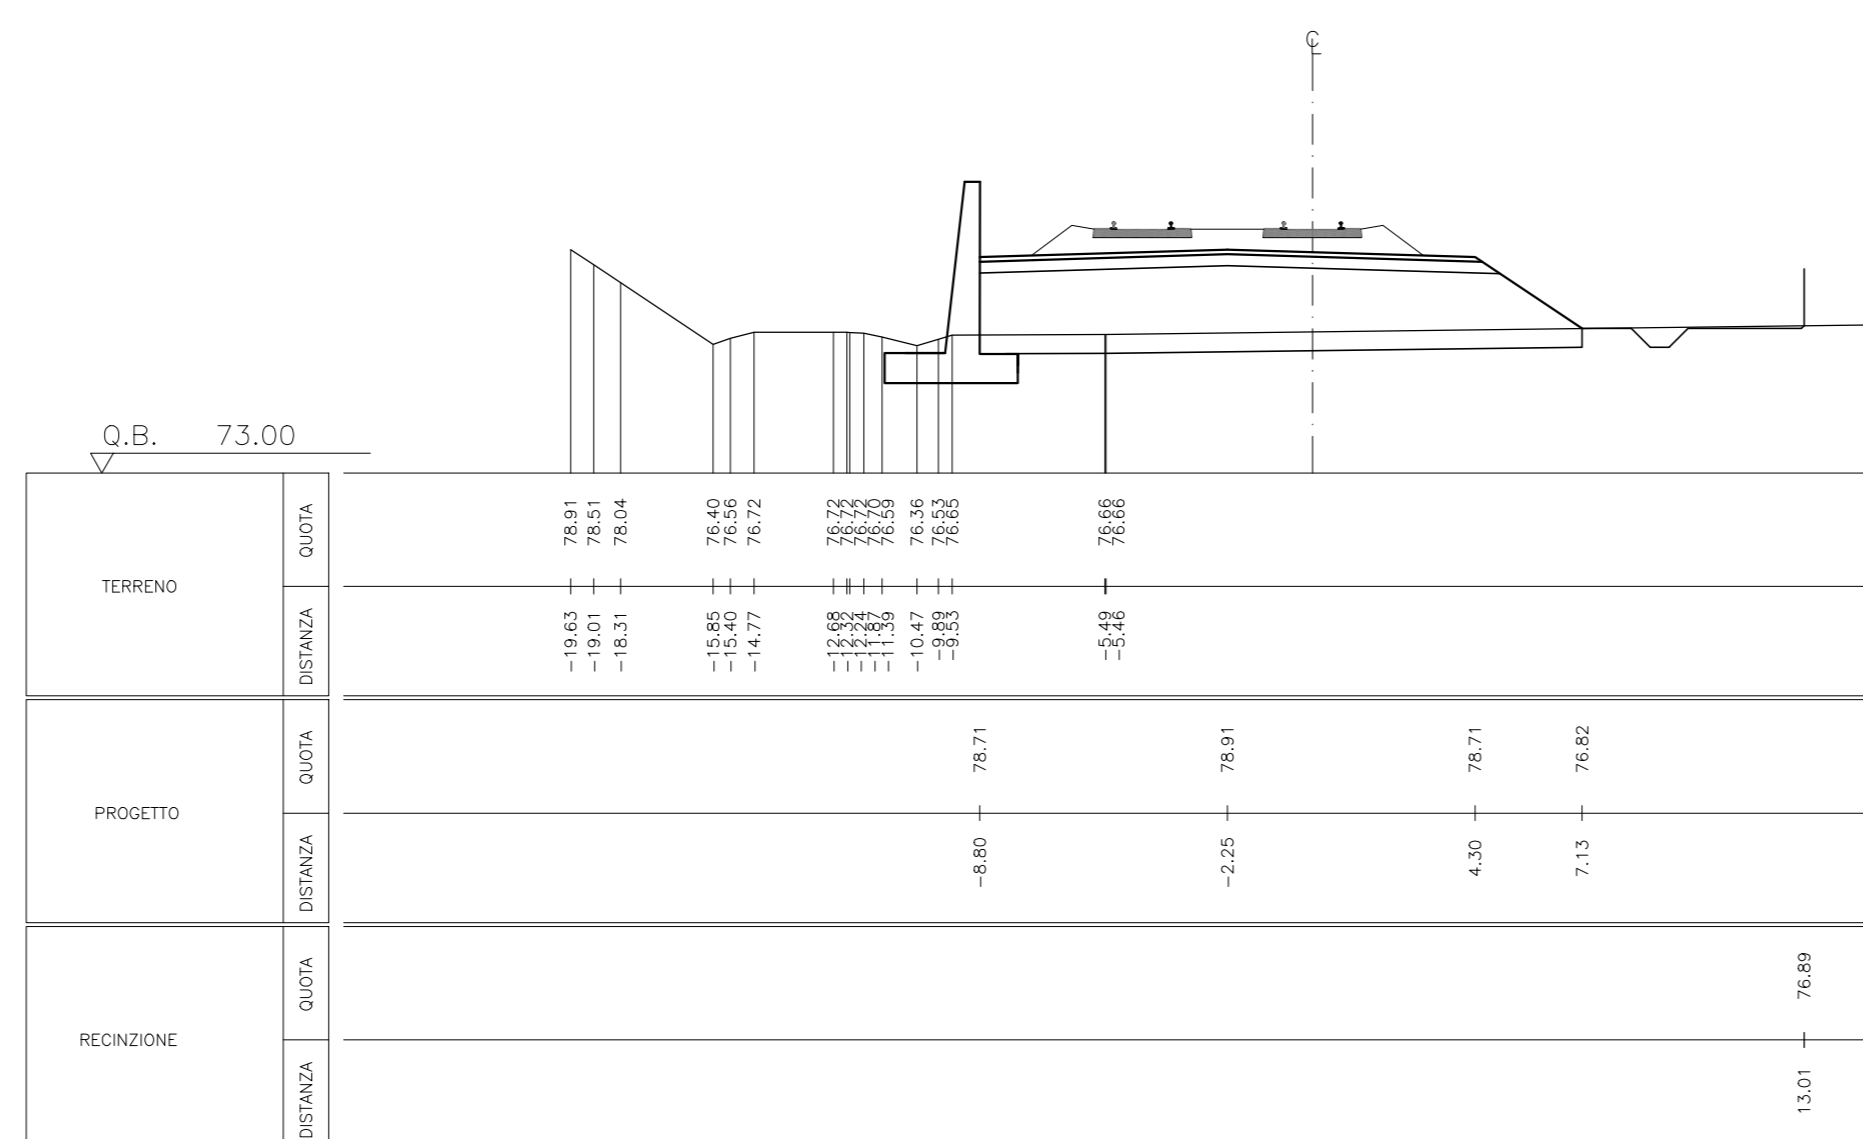 ℄
Q.B. 73.00
TERRENO
QUOTA
78.91 78.51 78.04 76.40 76.56 76.72 76.72 76.72 76.72 76.70 76.59 76.36 76.53 76.65 76.66 76.66
DISTANZA
-19.63 -19.01 -18.31 -15.85 -15.40 -14.77 -12.68 -12.32 -12.24 -11.87 -11.39 -10.47 -9.89 -9.53 -5.49 -5.46
PROGETTO
QUOTA
78.71 78.91 78.71 76.82
DISTANZA
-8.80 -2.25 4.30 7.13
RECINZIONE
QUOTA
76.89
DISTANZA
13.01